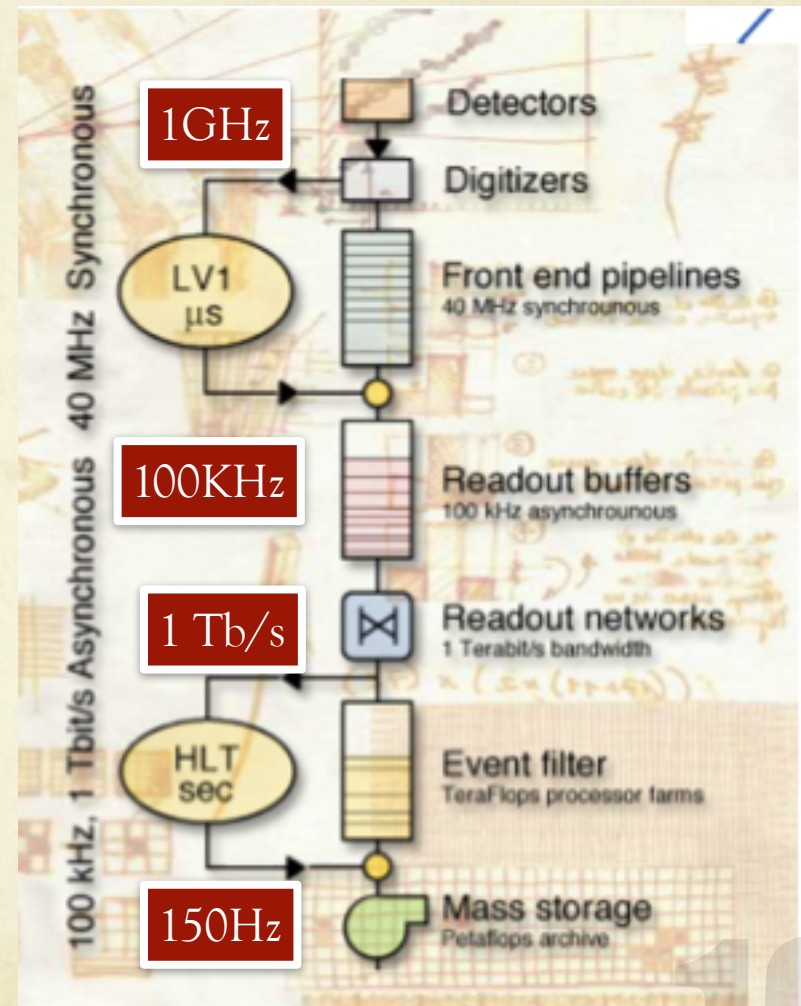 1GHz
Detectors
Digitizers
40 MHz Synchronous
LV1
µs
Front end pipelines
40 MHz synchrounous
100KHz
Readout buffers
100 kHz asynchrounous
1 Tb/s
Readout networks
1 Terabit/s bandwidth
100 kHz, 1 Tbit/s Asynchronous
HLT
sec
Event filter
TeraFlops processor farms
150Hz
Mass storage
Petaflops archive